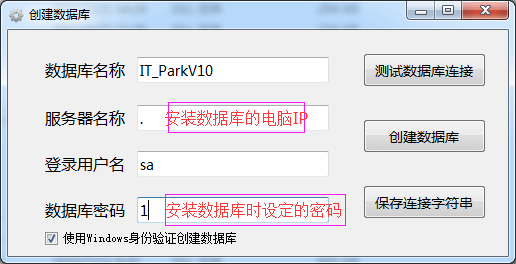 创建数据库
数据库名称 IT_ParkV10 测试数据库连接
服务器名称 . 安装数据库的电脑IP
创建数据库
登录用户名 sa
数据库密码 1 安装数据库时设定的密码 保存连接字符串
使用Windows身份验证创建数据库